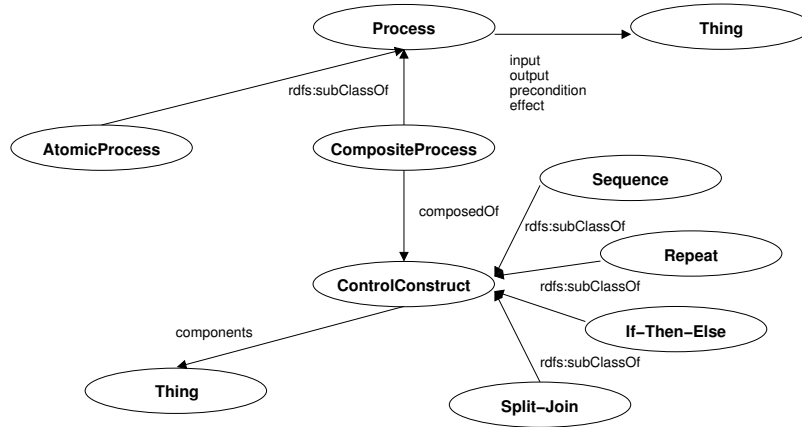 Process
Thing
input
output
precondition
effect
rdfs:subClassOf
AtomicProcess
CompositeProcess
Sequence
composedOf
rdfs:subClassOf
Repeat
ControlConstruct
rdfs:subClassOf
components
If−Then−Else
rdfs:subClassOf
Thing
Split−Join